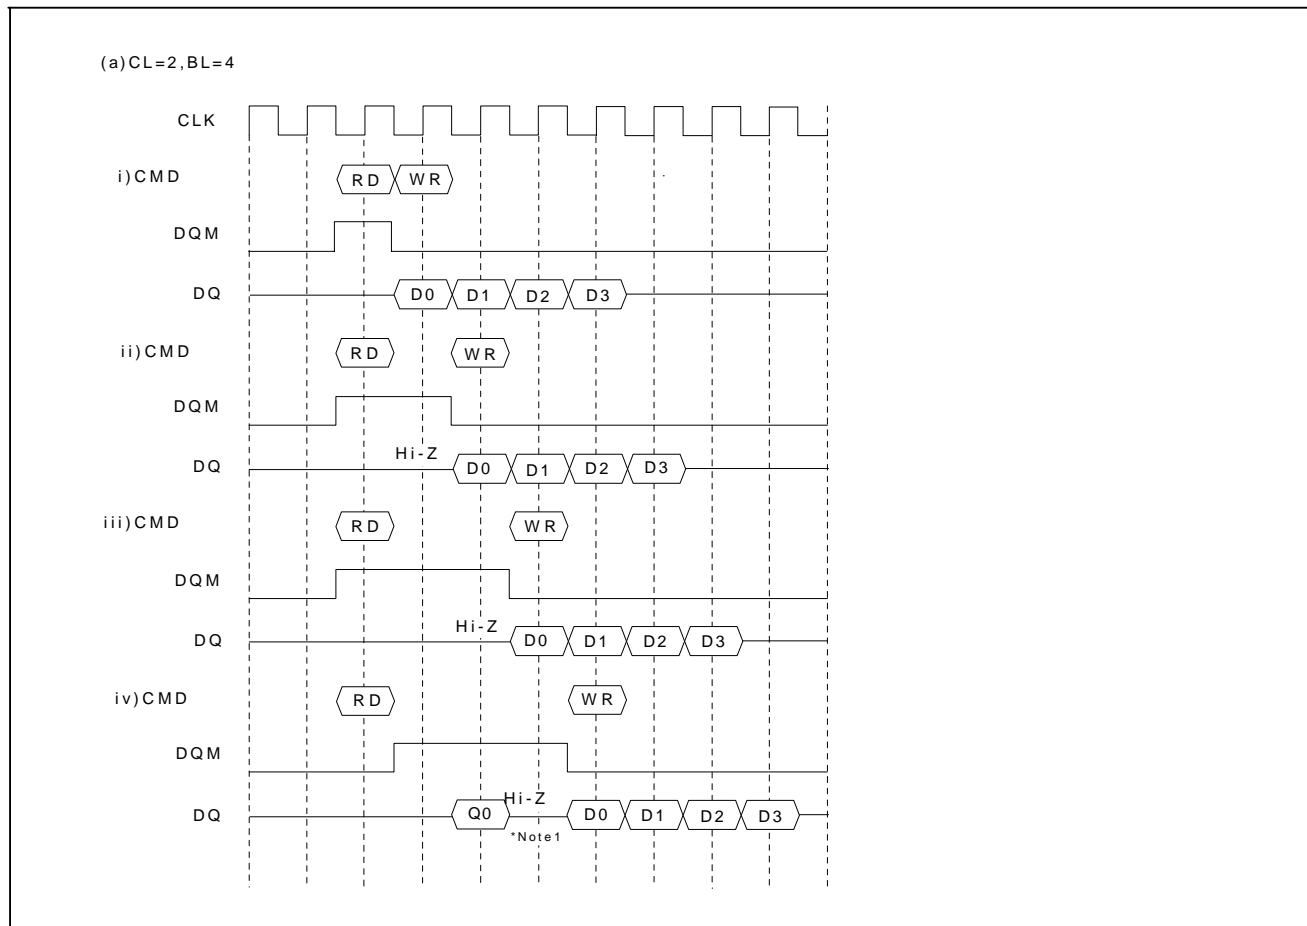 (a)CL=2,BL=4
CLK
i)CMD RD WR
DQM
DQ D0 D1 D2 D3
ii)CMD RD WR
DQM
Hi-Z
DQ D0 D1 D2 D3
iii)CMD RD WR
DQM
Hi-Z
DQ D0 D1 D2 D3
iv)CMD RD WR
DQM
Hi-Z
DQ Q0 D0 D1 D2 D3
*Note1